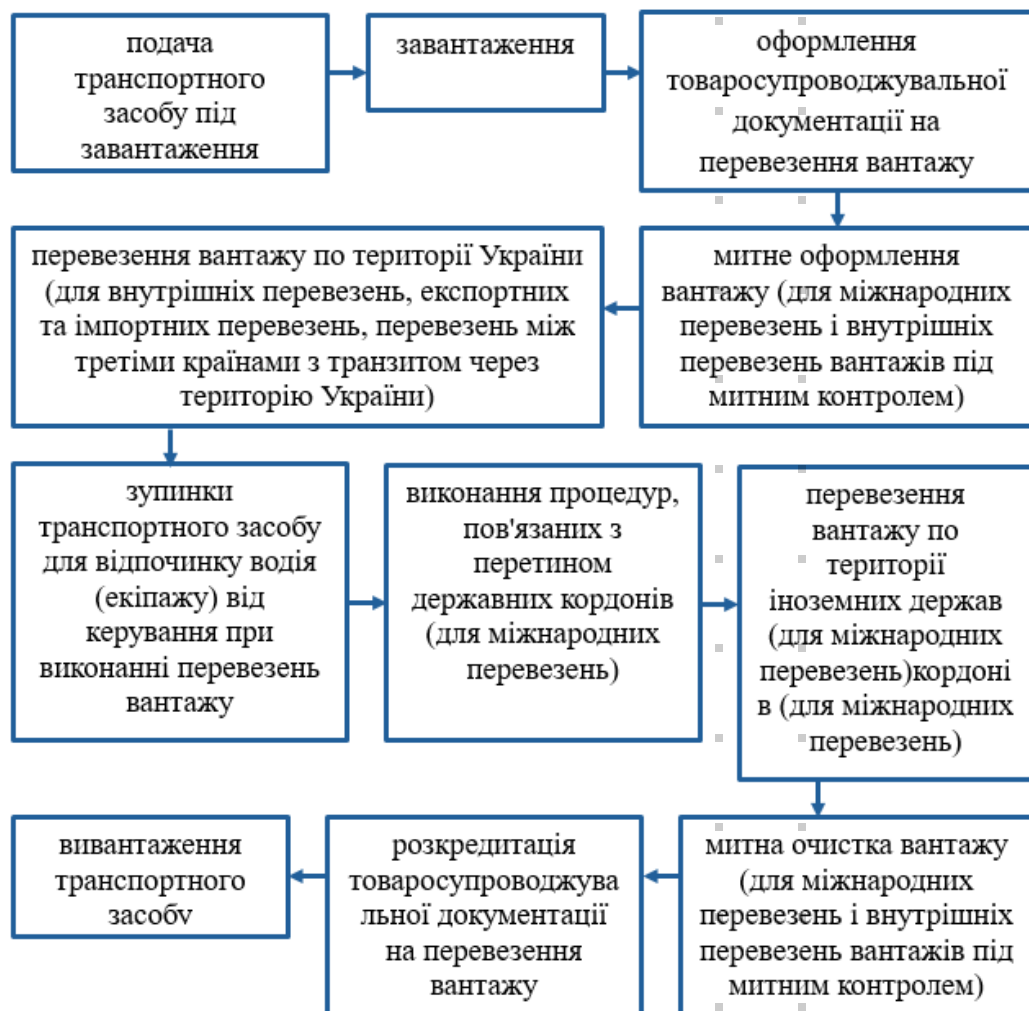 подача
транспортного
засобу під
завантаження
завантаження
оформлення
товаросупроводжувальної
документації на
перевезення вантажу
митне оформлення
вантажу (для міжнародних
перевезень і внутрішніх
перевезень вантажів під
митним контролем)
перевезення вантажу по території України
(для внутрішніх перевезень, експортних
та імпортних перевезень, перевезень між
третіми країнами з транзитом через
територію України)
зупинки
транспортного засобу
для відпочинку водія
(екіпажу) від
керування при
виконанні перевезень
вантажу
виконання процедур,
пов'язаних з
перетином
державних кордонів
(для міжнародних
перевезень)
перевезення
вантажу по
території
іноземних держав
(для міжнародних
перевезень)кордоні
в (для міжнародних
перевезень)
митна очистка вантажу
(для міжнародних
перевезень і внутрішніх
перевезень вантажів під
митним контролем)
розкредитація
товаросупроводжува
льної документації
на перевезення
вантажу
вивантаження
транспортного
засобу